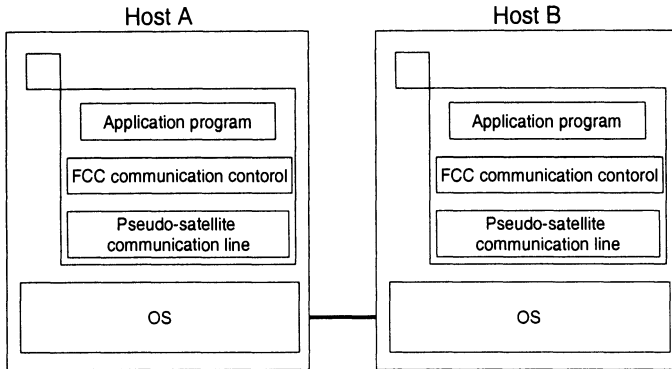 Host A
Application program
FCC communication contorol
Pseudo-satellite
communication line
OS
Host B
Application program
FCC communication contorol
Pseudo-satellite
communication line
OS